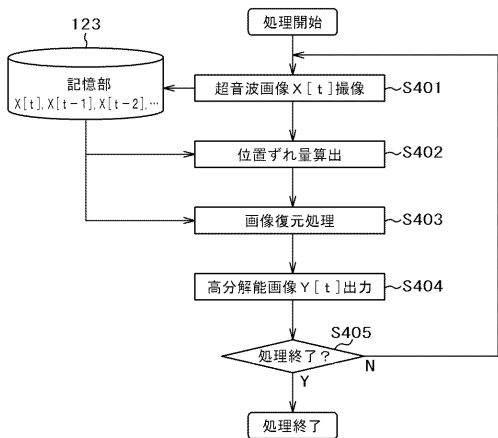 123
処理開始
記憶部
X[t], X[t-1], X[t-2], …
超音波画像X[t]撮像
S401
位置ずれ量算出
S402
画像復元処理
S403
高分解能画像Y[t]出力
S404
S405
処理終了?
N
Y
処理終了